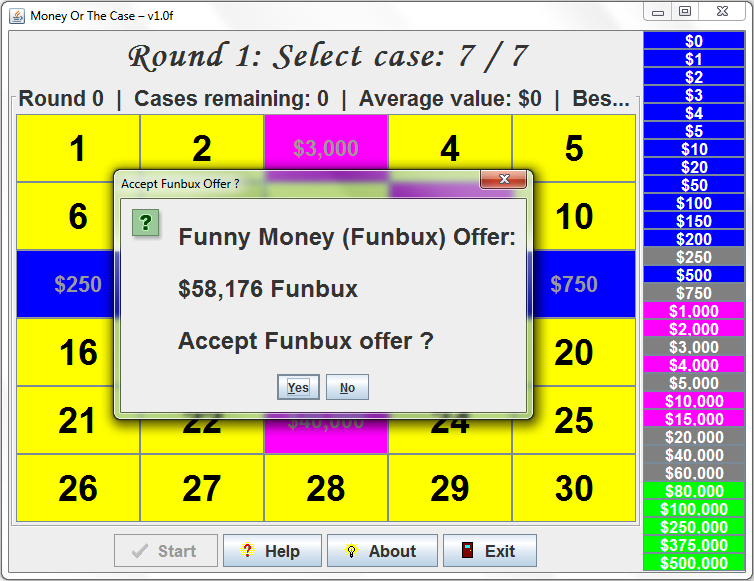 Money Or The Case – v1.0f
Round 1: Select case: 7 / 7
Round 0 | Cases remaining: 0 | Average value: $0 | Bes...
1 2 $3,000 4 5
Accept Funbux Offer ?
6 10
? Funny Money (Funbux) Offer:
$250 $750
$58,176 Funbux
Accept Funbux offer ?
16 20
Yes No
21 22 $40,000 24 25
26 27 28 29 30
Start ? Help About Exit
$0
$1
$2
$3
$4
$5
$10
$20
$50
$100
$150
$200
$250
$500
$750
$1,000
$2,000
$3,000
$4,000
$5,000
$10,000
$15,000
$20,000
$40,000
$60,000
$80,000
$100,000
$250,000
$375,000
$500,000